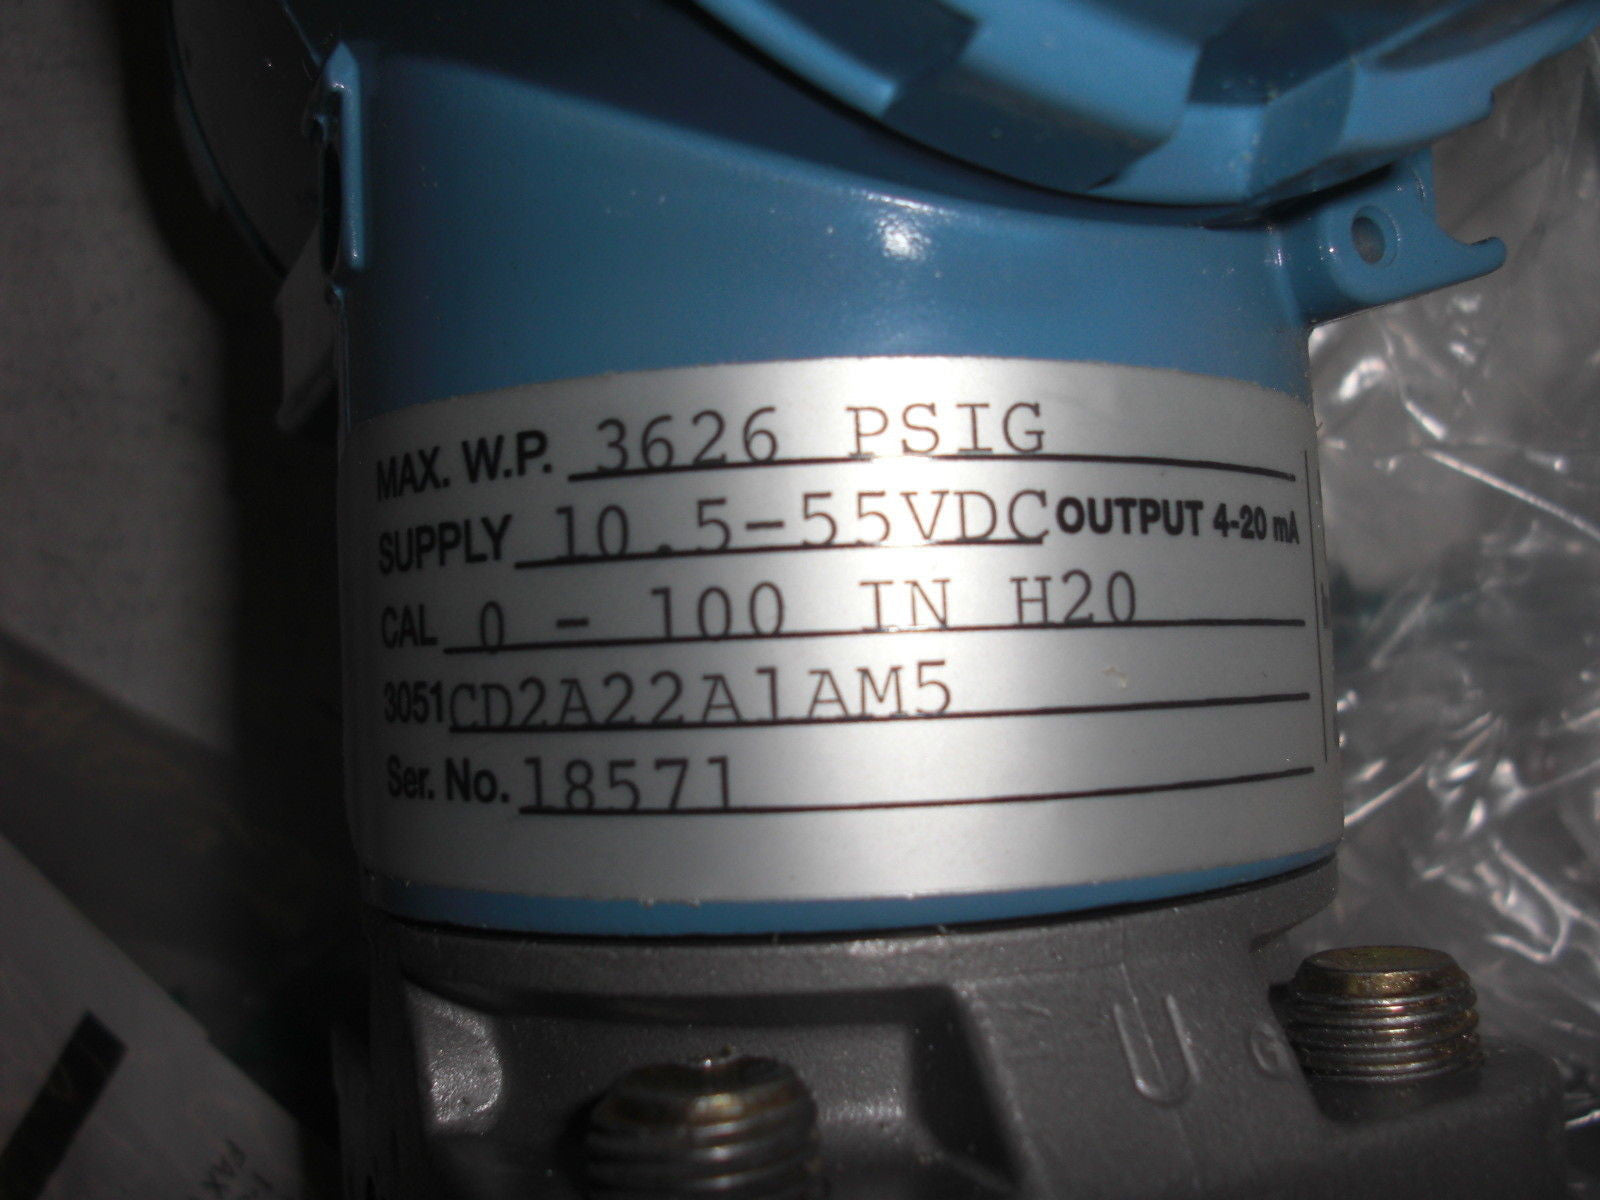 MAX. W.P. 3626 PSIG
SUPPLY 10.5-55VDC OUTPUT 4-20 mA
CAL 0 - 100 IN H20
3051CD2A22A1AM5
Ser. No. 18571
U G
FAX